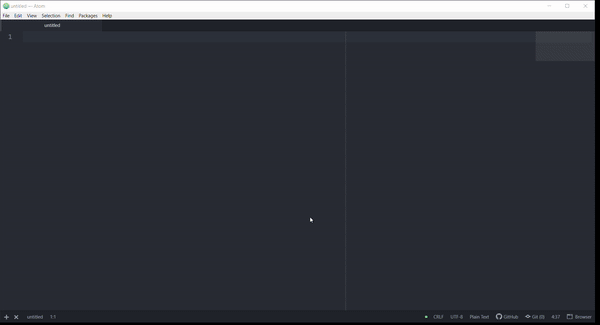 untitled — Atom
File Edit View Selection Find Packages Help
untitled
1
untitled 1:1 CRLF UTF-8 Plain Text GitHub Git (0) 4:37 Browser